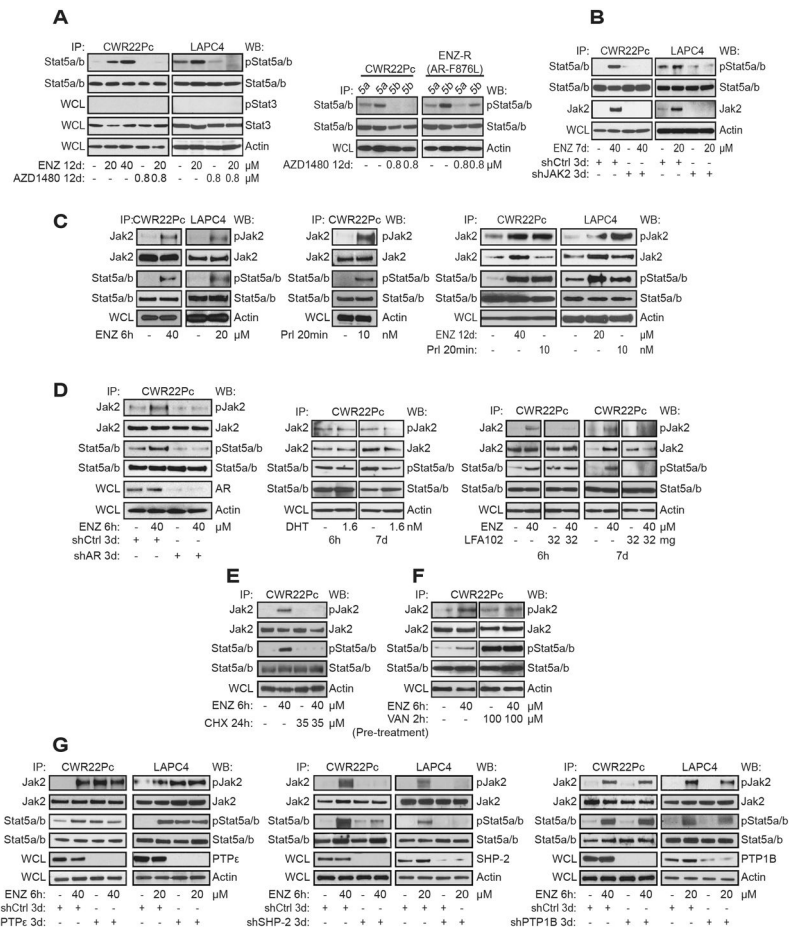 A
IP: CWR22Pc LAPC4 WB:
Stat5a/b pStat5a/b
Stat5a/b Stat5a/b
WCL pStat3
WCL Stat3
WCL Actin
ENZ 12d: - 20 40 - 20 - 20 - 20 µM
AZD1480 12d: - - - 0.8 0.8 - - 0.8 0.8 µM
ENZ-R
CWR22Pc (AR-F876L)
IP: 5a 5a 5b 5b 5a 5b 5a 5b WB:
Stat5a/b pStat5a/b
Stat5a/b Stat5a/b
WCL Actin
AZD1480 12d: - - 0.8 0.8 - - 0.8 0.8 µM
B
IP: CWR22Pc LAPC4 WB:
Stat5a/b pStat5a/b
Stat5a/b Stat5a/b
Jak2 Jak2
WCL Actin
ENZ 7d: - 40 - 40 - 20 - 20 µM
shCtrl 3d: + + - - + + - -
shJAK2 3d: - - + + - - + +
C
IP: CWR22Pc LAPC4 WB:
Jak2 pJak2
Jak2 Jak2
Stat5a/b pStat5a/b
Stat5a/b Stat5a/b
WCL Actin
ENZ 6h - 40 - 20 µM
IP: CWR22Pc WB:
Jak2 pJak2
Jak2 Jak2
Stat5a/b pStat5a/b
Stat5a/b Stat5a/b
WCL Actin
Prl 20min - 10 nM
IP: CWR22Pc LAPC4 WB:
Jak2 pJak2
Jak2 Jak2
Stat5a/b pStat5a/b
Stat5a/b Stat5a/b
WCL Actin
ENZ 12d: - 40 - - 20 - µM
Prl 20min: - - 10 - - 10 nM
D
IP: CWR22Pc WB:
Jak2 pJak2
Jak2 Jak2
Stat5a/b pStat5a/b
Stat5a/b Stat5a/b
WCL AR
WCL Actin
ENZ 6h: - 40 - 40 µM
shCtrl 3d: + + - -
shAR 3d: - - + +
IP: CWR22Pc WB:
Jak2 pJak2
Jak2 Jak2
Stat5a/b pStat5a/b
Stat5a/b Stat5a/b
WCL Actin
DHT - 1.6 - 1.6 nM
6h 7d
IP: CWR22Pc CWR22Pc WB:
Jak2 pJak2
Jak2 Jak2
Stat5a/b pStat5a/b
Stat5a/b Stat5a/b
WCL Actin
ENZ - 40 - 40 - 40 - 40 µM
LFA102 - - 32 32 - - 32 32 mg
6h 7d
E
IP: CWR22Pc WB:
Jak2 pJak2
Jak2 Jak2
Stat5a/b pStat5a/b
Stat5a/b Stat5a/b
WCL Actin
ENZ 6h: - 40 - 40 µM
CHX 24h: - - 35 35 µM
F
IP: CWR22Pc WB:
Jak2 pJak2
Jak2 Jak2
Stat5a/b pStat5a/b
Stat5a/b Stat5a/b
WCL Actin
ENZ 6h - 40 - 40 µM
VAN 2h: - - 100 100 µM
(Pre-treatment)
G
IP: CWR22Pc LAPC4 WB:
Jak2 pJak2
Jak2 Jak2
Stat5a/b pStat5a/b
Stat5a/b Stat5a/b
WCL PTPε
WCL Actin
ENZ 6h: - 40 - 40 - 20 - 20 µM
shCtrl 3d: + + - - + + - -
PTPε 3d: - - + + - - + +
IP: CWR22Pc LAPC4 WB:
Jak2 pJak2
Jak2 Jak2
Stat5a/b pStat5a/b
Stat5a/b Stat5a/b
WCL SHP-2
WCL Actin
ENZ 6h - 40 - 40 - 20 - 20 µM
shCtrl 3d: + + - - + + - -
shSHP-2 3d: - - + + - - + +
IP: CWR22Pc LAPC4 WB:
Jak2 pJak2
Jak2 Jak2
Stat5a/b pStat5a/b
Stat5a/b Stat5a/b
WCL PTP1B
WCL Actin
ENZ 6h - 40 - 40 - 20 - 20 µM
shCtrl 3d: + + - - + + - -
shPTP1B 3d: - - + + - - + +